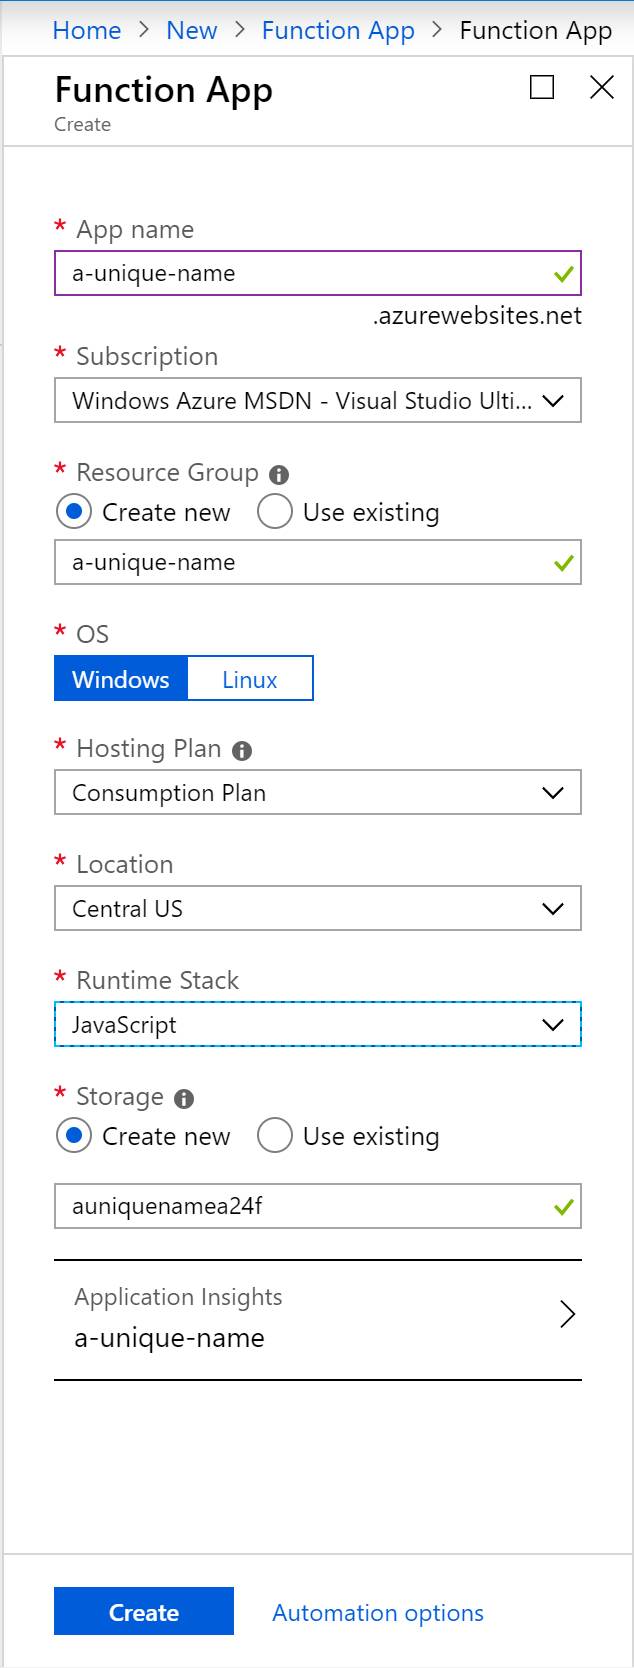 Home > New > Function App > Function App
Function App
Create
* App name
a-unique-name
.azurewebsites.net
* Subscription
Windows Azure MSDN - Visual Studio Ulti...
* Resource Group
Create new Use existing
a-unique-name
* OS
Windows Linux
* Hosting Plan
Consumption Plan
* Location
Central US
* Runtime Stack
JavaScript
* Storage
Create new Use existing
auniquenamea24f
Application Insights
a-unique-name
Create Automation options